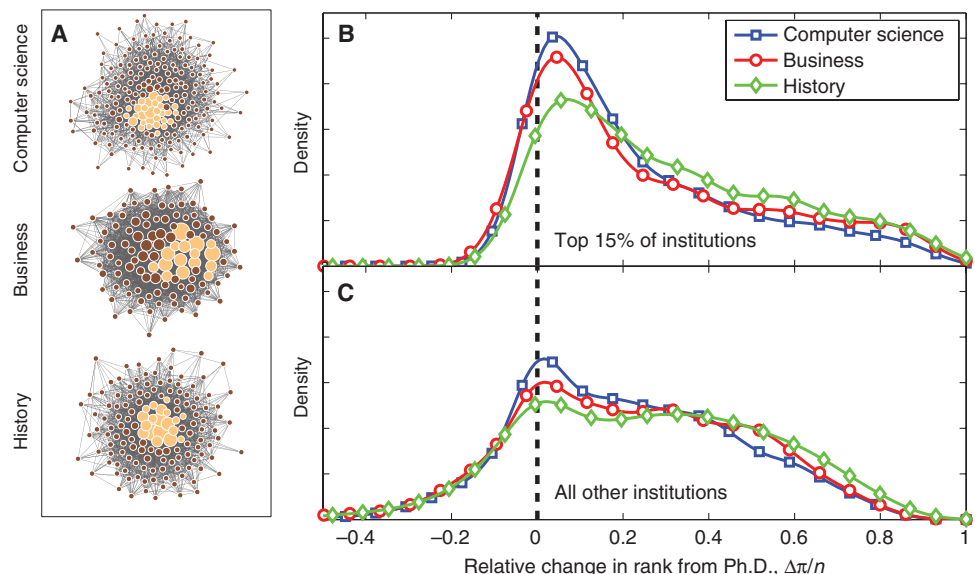 A
Computer science
Business
History
B
Density
Computer science
Business
History
Top 15% of institutions
C
Density
All other institutions
−0.4 −0.2 0 0.2 0.4 0.6 0.8 1
Relative change in rank from Ph.D., Δπ/n